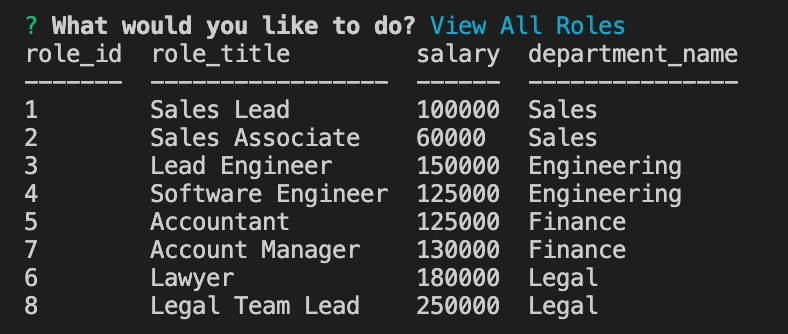 ? What would you like to do? View All Roles
role_id  role_title         salary  department_name
-------  -----------------  ------  ---------------
1        Sales Lead         100000  Sales
2        Sales Associate    60000   Sales
3        Lead Engineer      150000  Engineering
4        Software Engineer  125000  Engineering
5        Accountant         125000  Finance
7        Account Manager    130000  Finance
6        Lawyer             180000  Legal
8        Legal Team Lead    250000  Legal